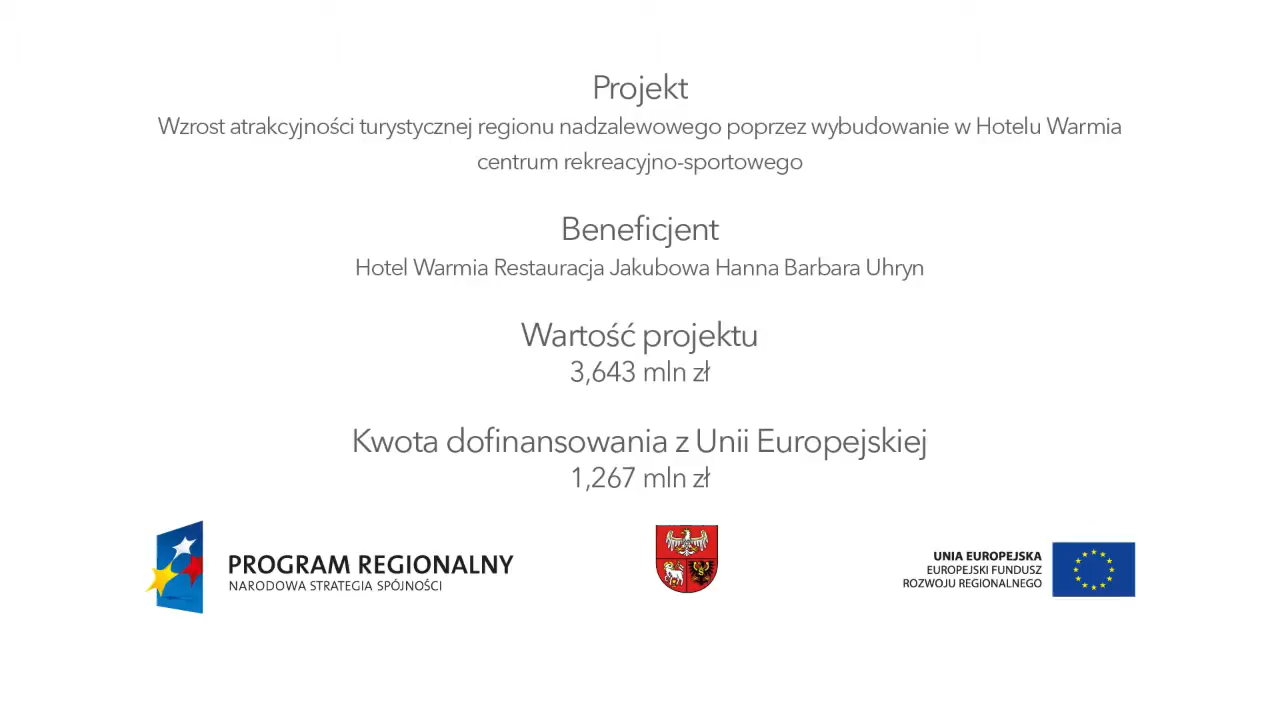 Projekt
Wzrost atrakcyjności turystycznej regionu nadzalewowego poprzez wybudowanie w Hotelu Warmia
centrum rekreacyjno-sportowego
Beneficjent
Hotel Warmia Restauracja Jakubowa Hanna Barbara Uhryn
Wartość projektu
3,643 mln zł
Kwota dofinansowania z Unii Europejskiej
1,267 mln zł
PROGRAM REGIONALNY
NARODOWA STRATEGIA SPÓJNOŚCI
UNIA EUROPEJSKA
EUROPEJSKI FUNDUSZ
ROZWOJU REGIONALNEGO